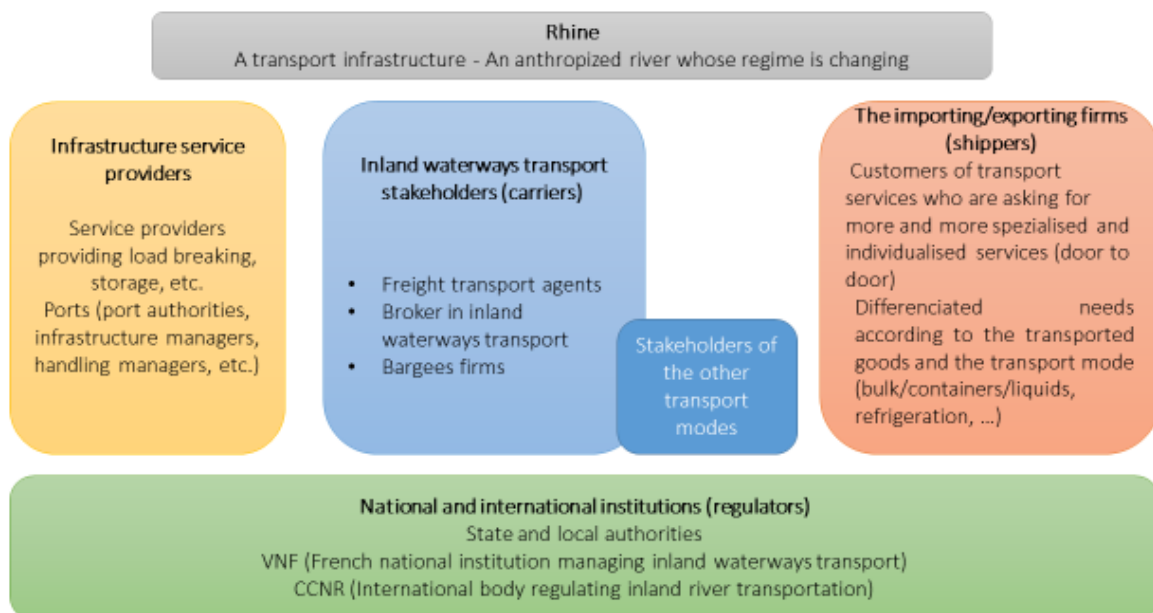 Rhine
A transport infrastructure - An anthropized river whose regime is changing
Infrastructure service
providers
Service providers
providing load breaking,
storage, etc.
Ports (port authorities,
infrastructure managers,
handling managers, etc.)
Inland waterways transport
stakeholders (carriers)
• Freight transport agents
• Broker in inland
waterways transport
• Bargees firms
Stakeholders of
the other
transport
modes
The importing/exporting firms
(shippers)
Customers of transport
services who are asking for
more and more spezialised and
individualised services (door to
door)
Differenciated needs
according to the transported
goods and the transport mode
(bulk/containers/liquids,
refrigeration, ...)
National and international institutions (regulators)
State and local authorities
VNF (French national institution managing inland waterways transport)
CCNR (International body regulating inland river transportation)